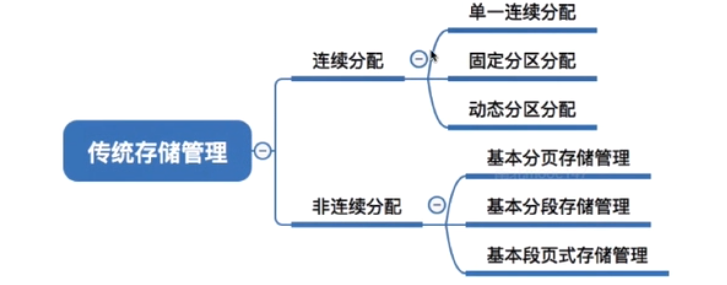 单一连续分配
连续分配
固定分区分配
动态分区分配
传统存储管理
基本分页存储管理
非连续分配
基本分段存储管理
基本段页式存储管理